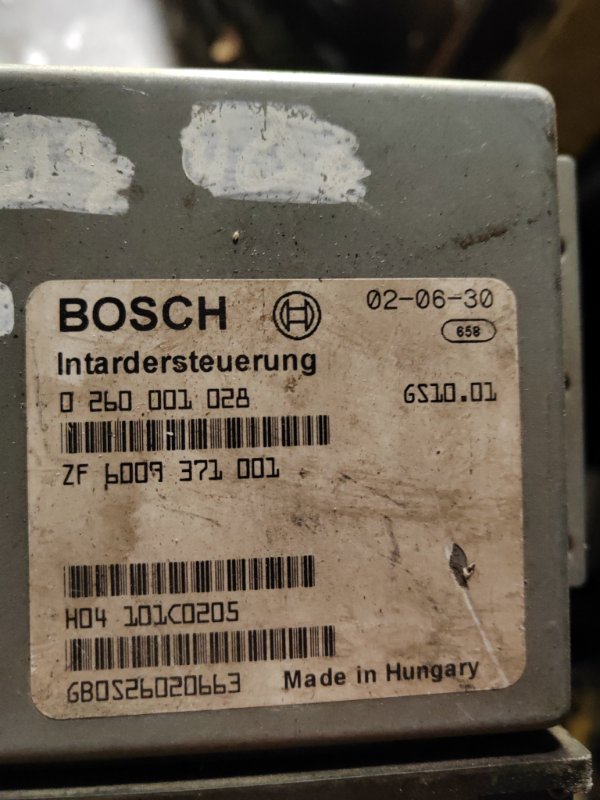 BOSCH 02-06-30
658
Intardersteuerung
0 260 001 028 GS10.01
ZF 6009 371 001
H04 101C0205
GB0S26020663 Made in Hungary